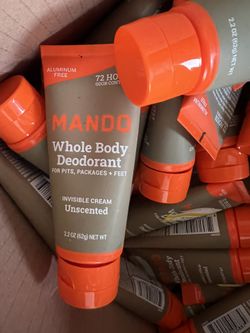 ALUMINUM
FREE
72 HO
ODOR CONT
MANDO
Whole Body
Deodorant
FOR PITS, PACKAGES + FEET
INVISIBLE CREAM
Unscented
2.2 OZ (62g) NET WT